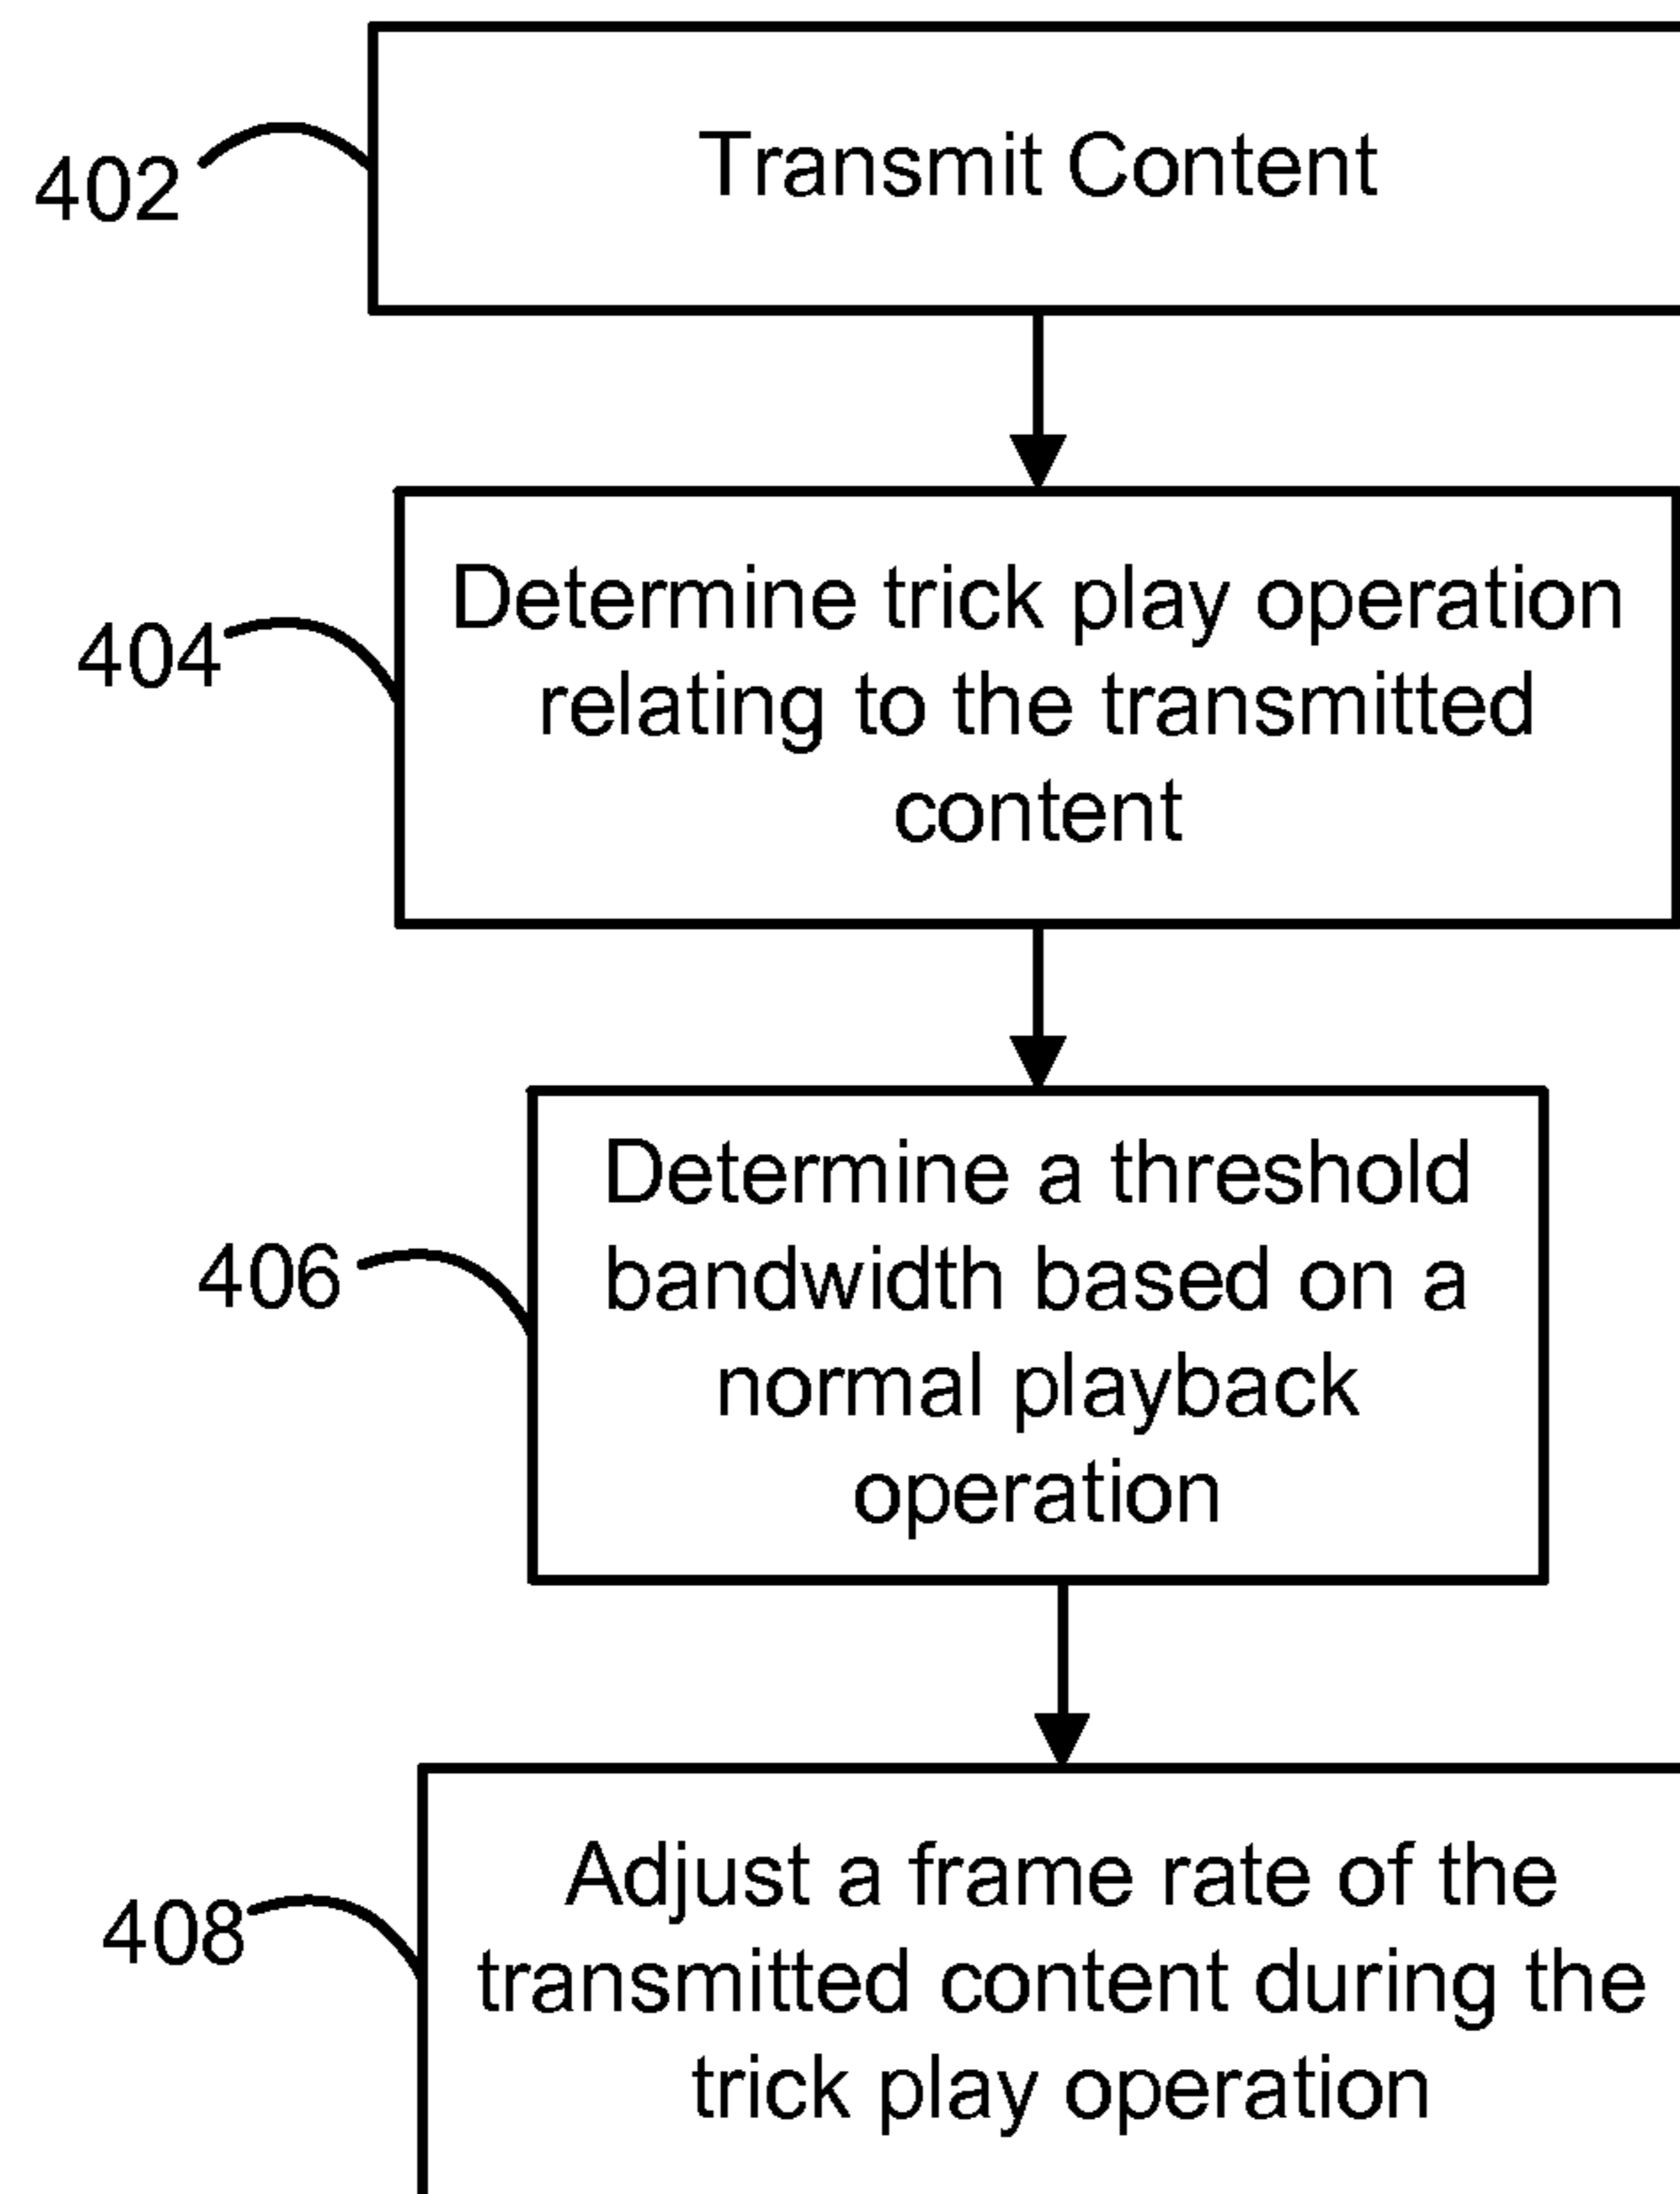 402
Transmit Content
404
Determine trick play operation
relating to the transmitted
content
406
Determine a threshold
bandwidth based on a
normal playback
operation
408
Adjust a frame rate of the
transmitted content during the
trick play operation